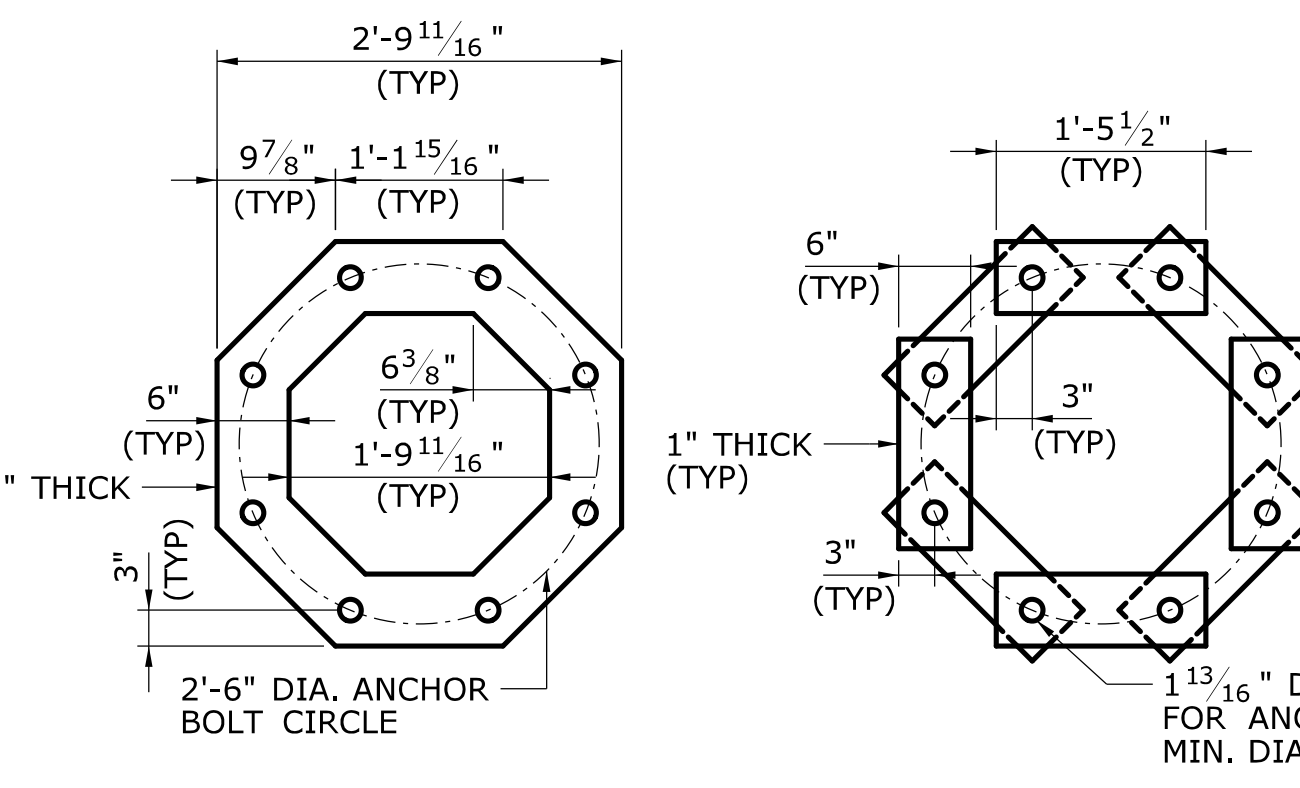 2'-9 11/16 "
(TYP)
9 7/8"
(TYP)
1'-1 15/16 "
(TYP)
6 3/8"
(TYP)
6"
(TYP)
1'-9 11/16 "
(TYP)
" THICK
3"
(TYP)
2'-6" DIA. ANCHOR
BOLT CIRCLE
1'-5 1/2"
(TYP)
6"
(TYP)
3"
(TYP)
1" THICK
(TYP)
3"
(TYP)
1 13/16 " D
FOR ANC
MIN. DIA